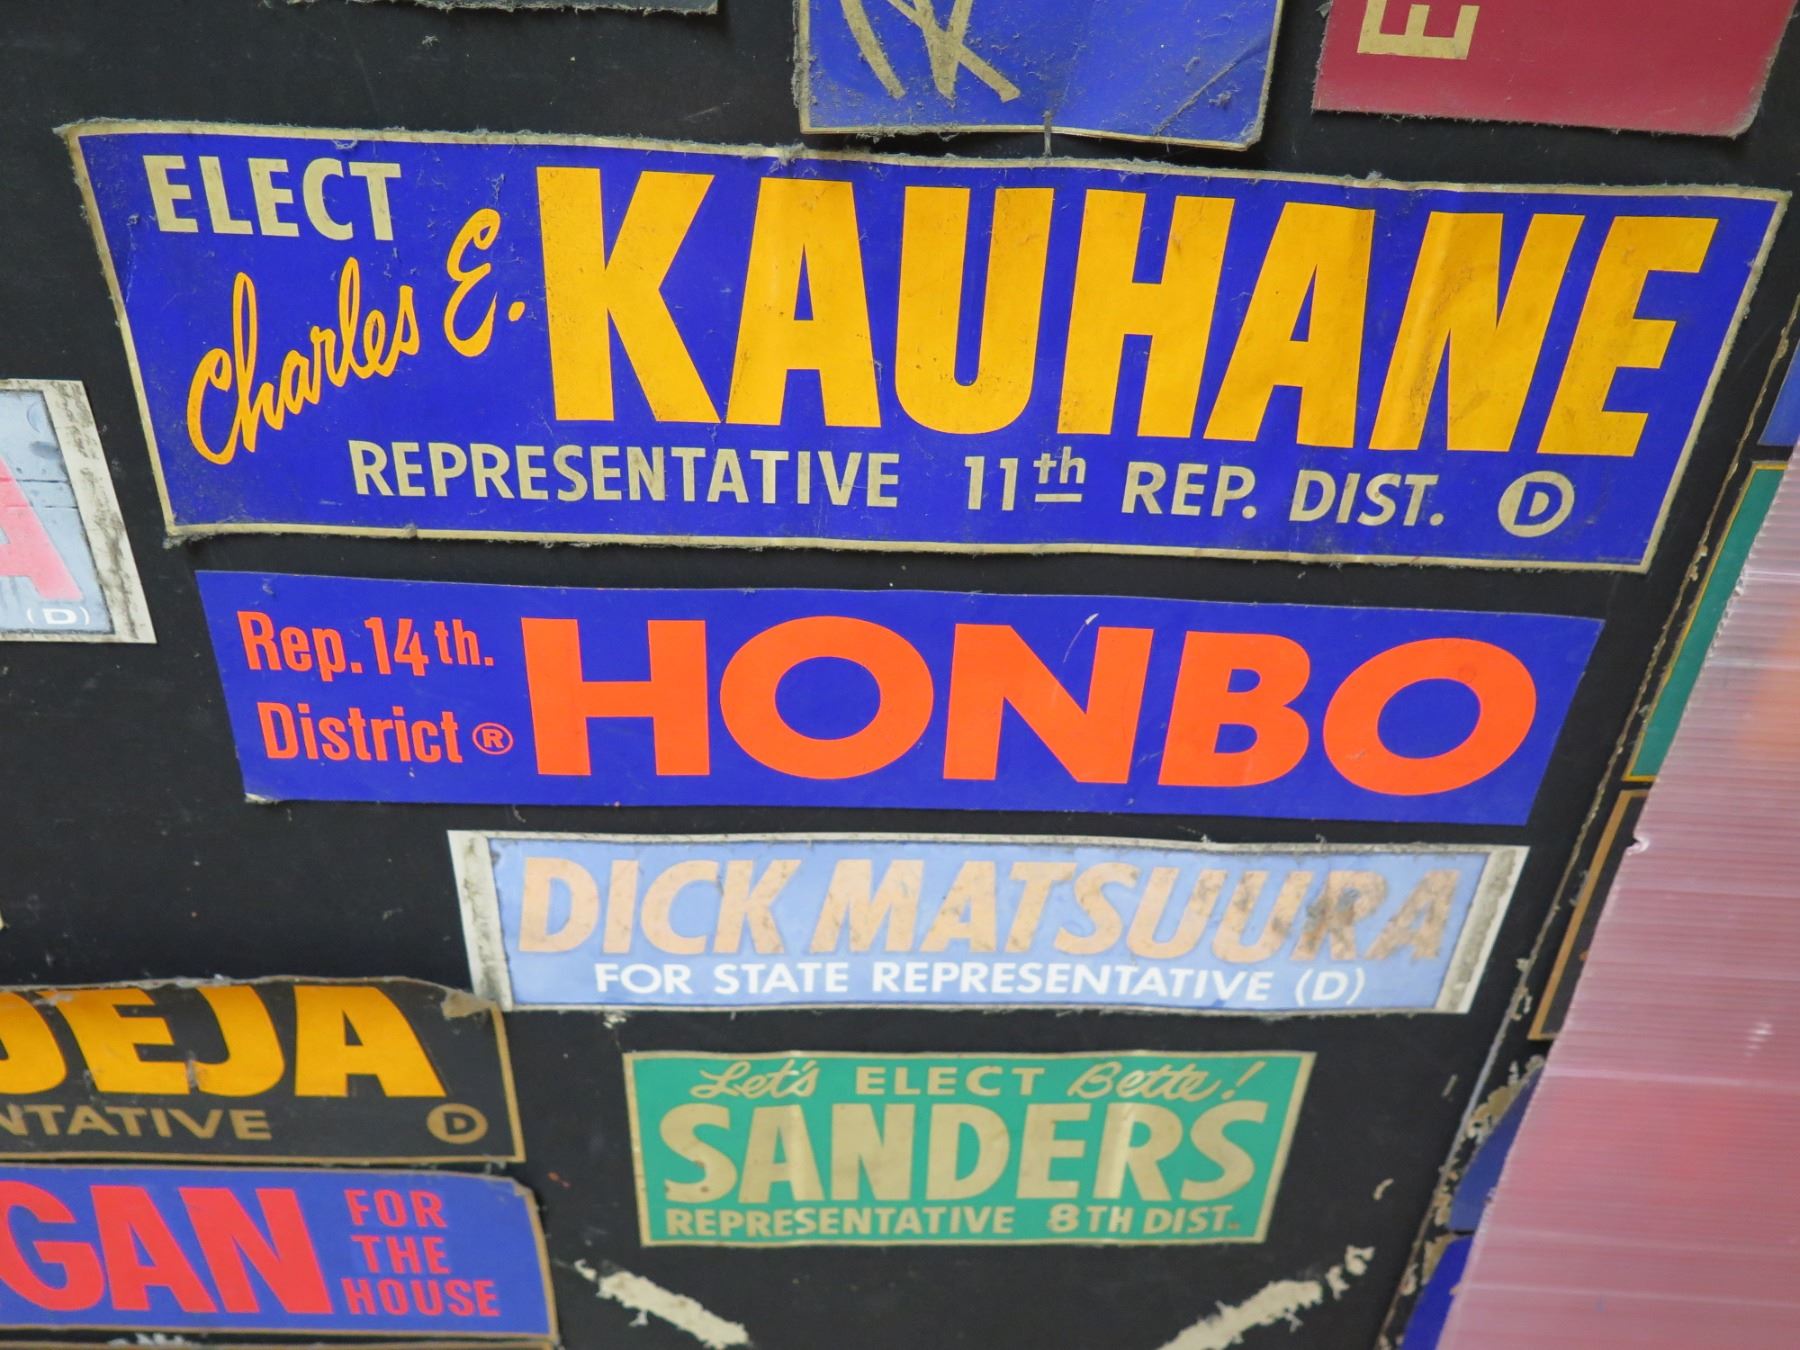 E
ELECT
Charles E. KAUHANE
REPRESENTATIVE 11th REP. DIST. D
Rep. 14th.
District ® HONBO
A
(D)
DICK MATSUURA
FOR STATE REPRESENTATIVE (D)
Let's ELECT Bette!
SANDERS
REPRESENTATIVE 8TH DIST.
DEJA
NTATIVE D
GAN FOR
THE
HOUSE